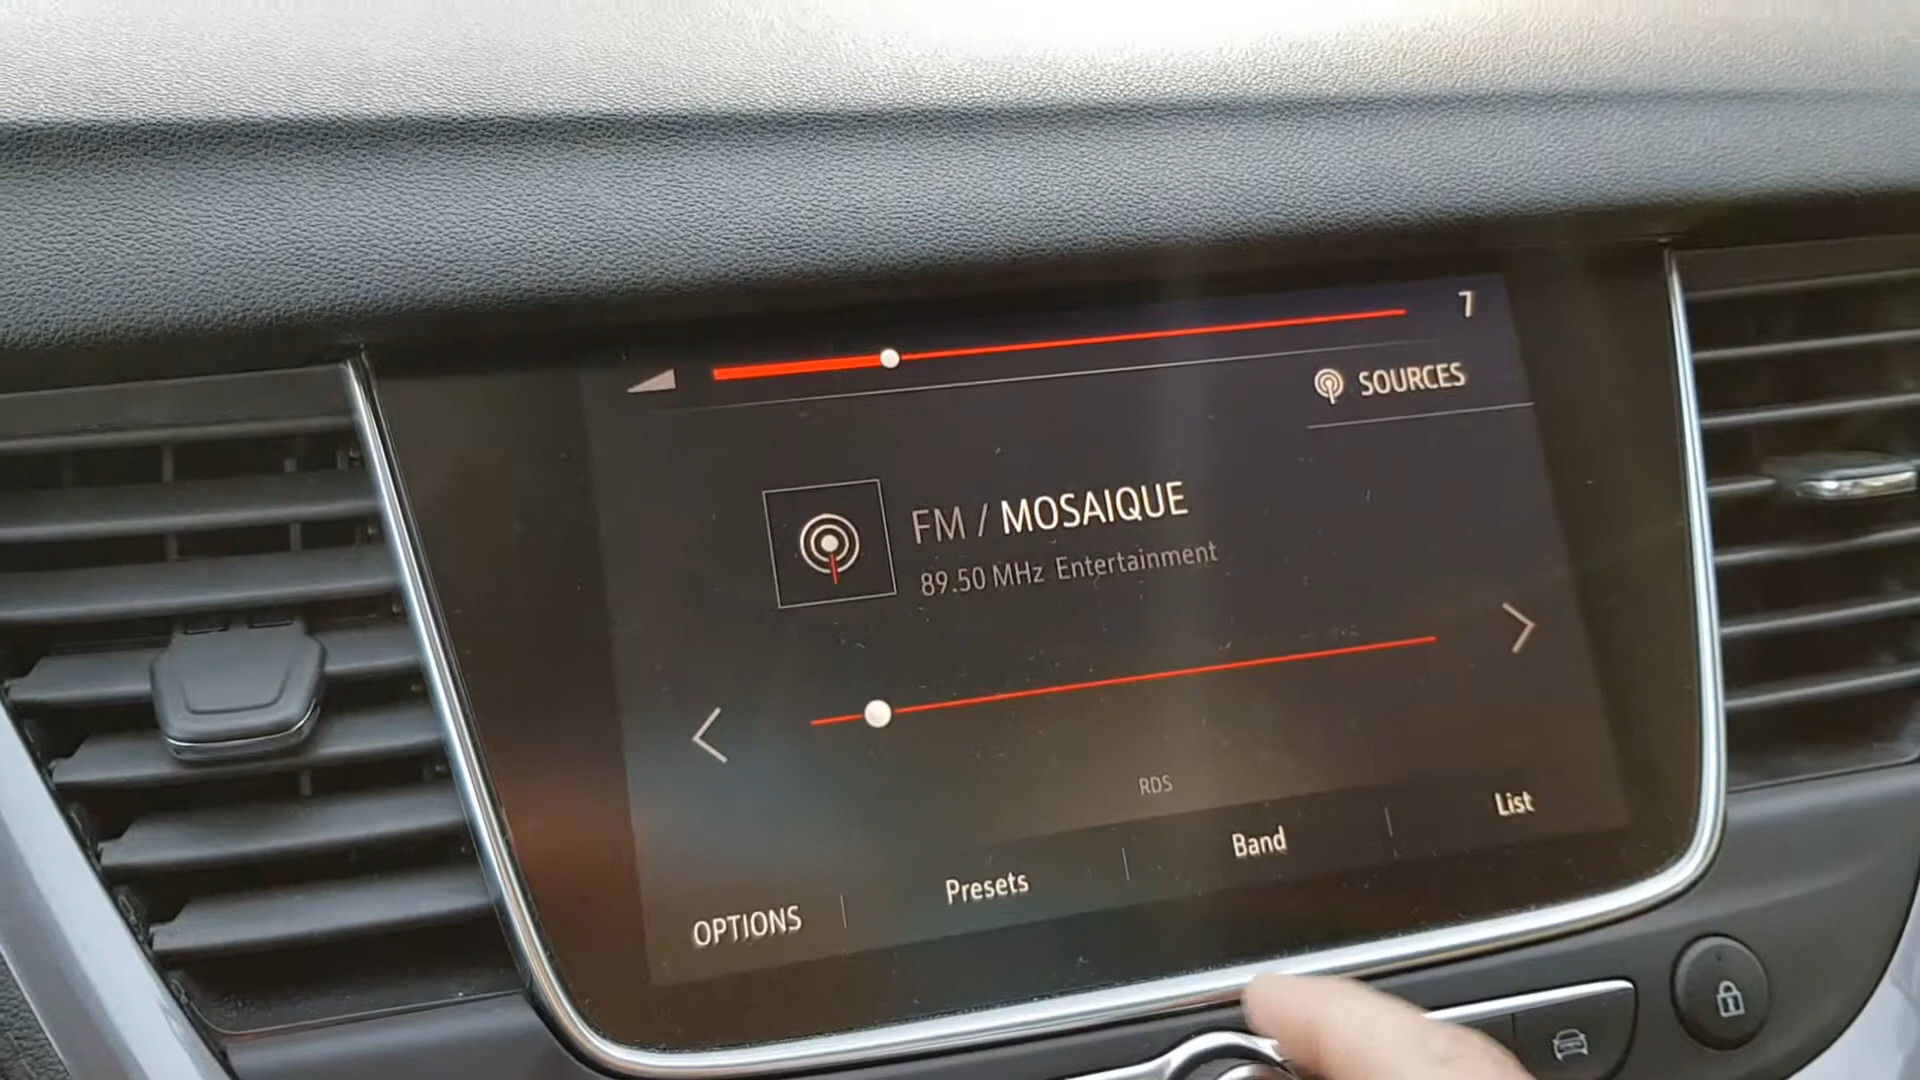 7
SOURCES
FM / MOSAIQUE
89.50 MHz Entertainment
RDS
OPTIONS
Presets
Band
List